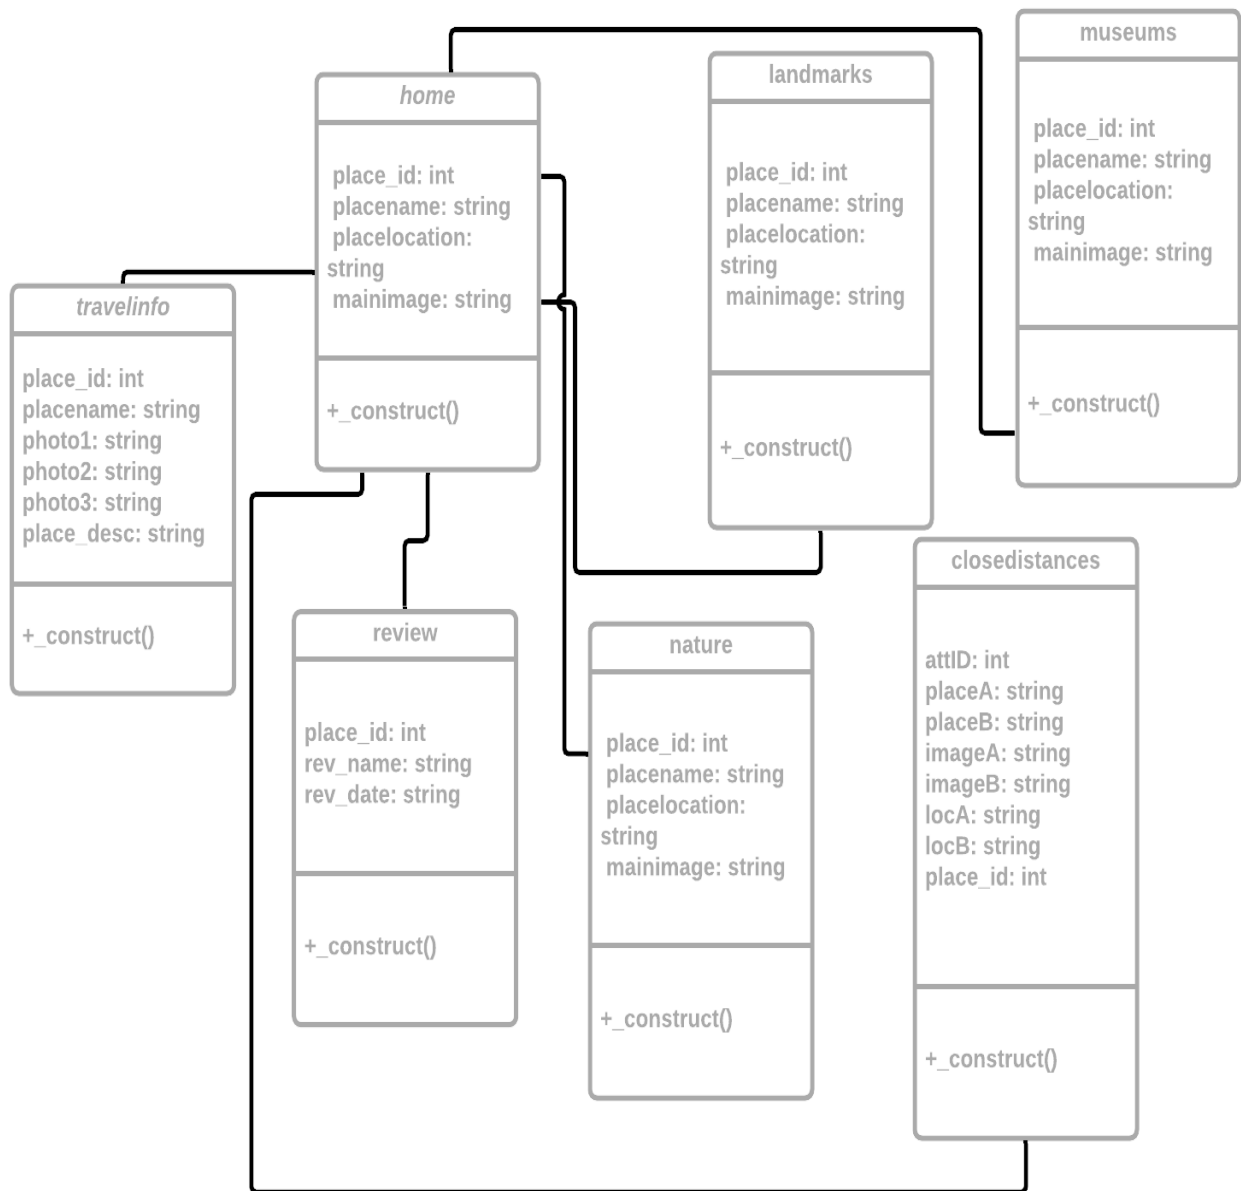 home
place_id: int
placename: string
placelocation:
string
mainimage: string
+_construct()
landmarks
place_id: int
placename: string
placelocation:
string
mainimage: string
+_construct()
museums
place_id: int
placename: string
placelocation:
string
mainimage: string
+_construct()
travelinfo
place_id: int
placename: string
photo1: string
photo2: string
photo3: string
place_desc: string
+_construct()
review
place_id: int
rev_name: string
rev_date: string
+_construct()
nature
place_id: int
placename: string
placelocation:
string
mainimage: string
+_construct()
closedistances
attID: int
placeA: string
placeB: string
imageA: string
imageB: string
locA: string
locB: string
place_id: int
+_construct()